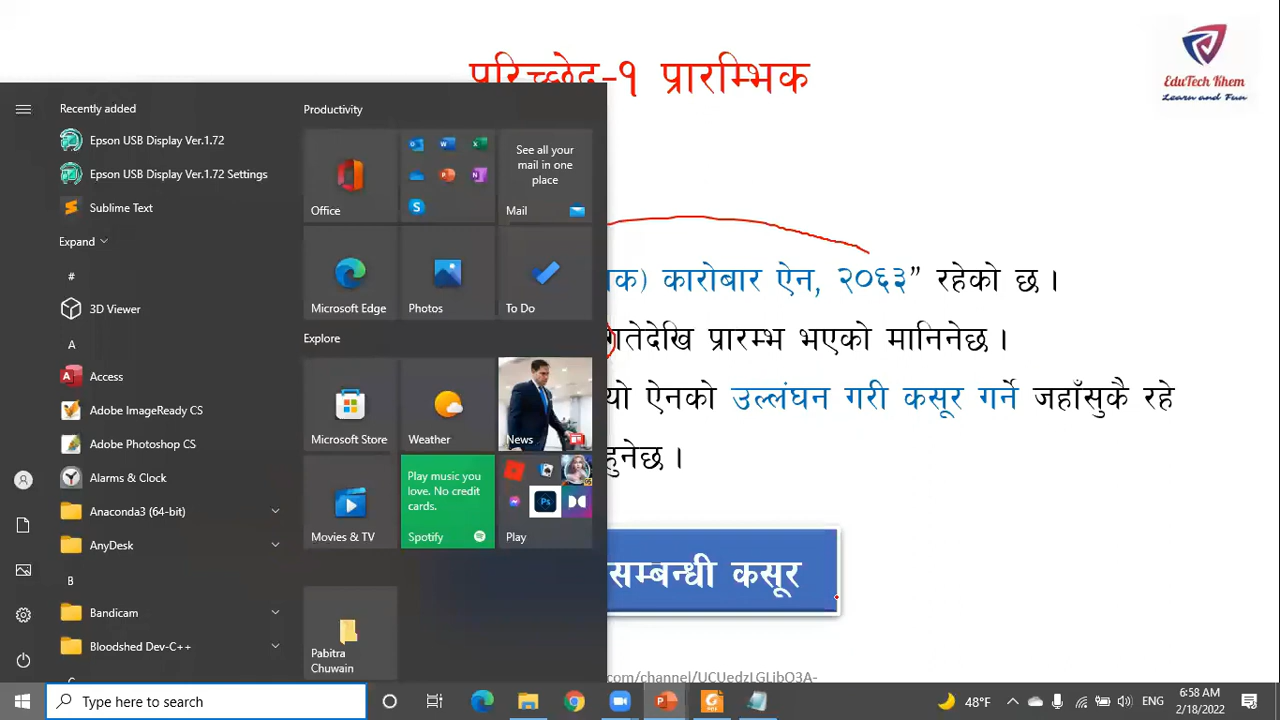 परिच्छेद-१ प्रारम्भिक
EduTech Khem
Learn and Fun
Recently added
Epson USB Display Ver.1.72
Epson USB Display Ver.1.72 Settings
Sublime Text
Expand
#
3D Viewer
A
Access
Adobe ImageReady CS
Adobe Photoshop CS
Alarms & Clock
Anaconda3 (64-bit)
AnyDesk
B
Bandicam
Bloodshed Dev-C++
Productivity
Office
See all your
mail in one
place
Mail
Microsoft Edge
Photos
To Do
Explore
Microsoft Store
Weather
News
Movies & TV
Play music you
love. No credit
cards.
Spotify
Play
Pabitra
Chuwain
कारोबार ऐन, २०६३” रहेको छ ।
गतेदेखि प्रारम्भ भएको मानिनेछ ।
यो ऐनको उल्लंघन गरी कसूर गर्ने जहाँसुकै रहे
हुनेछ ।
सम्बन्धी कसूर
com/channel/UCUedzLGLibO3A-
Type here to search
48°F
ENG
6:58 AM
2/18/2022